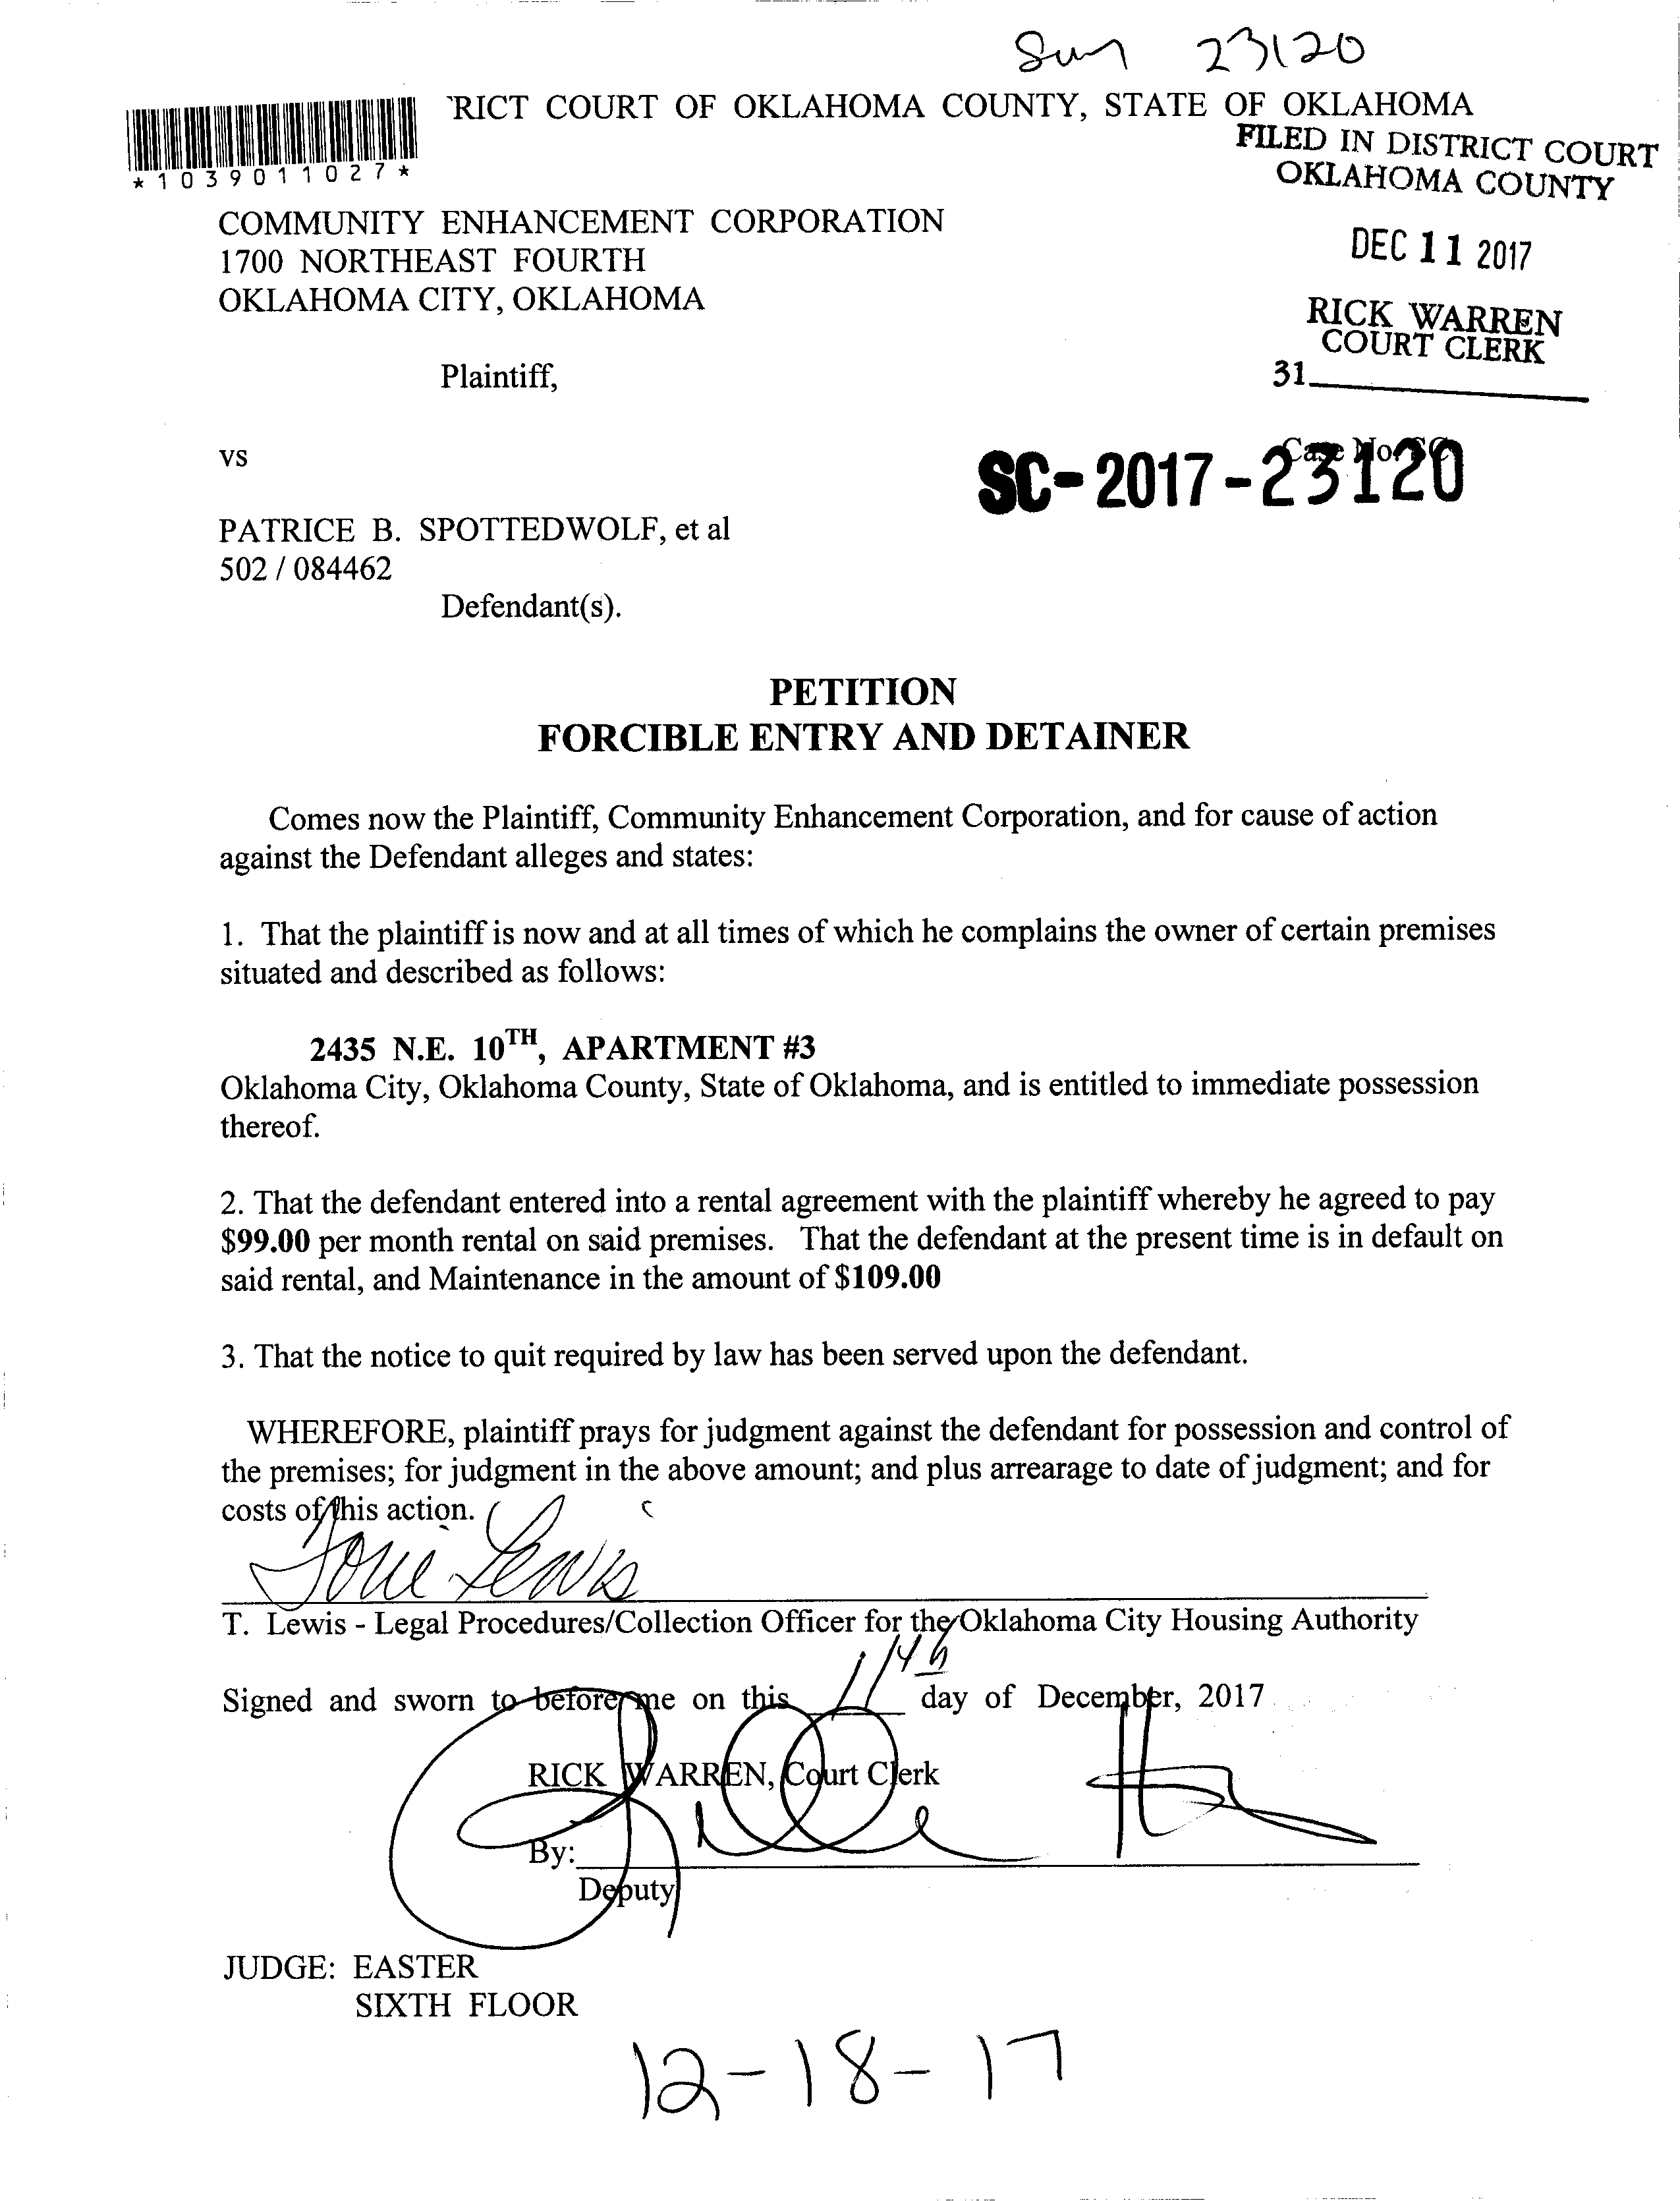 Sum 23120
RICT COURT OF OKLAHOMA COUNTY, STATE OF OKLAHOMA
*1039011027*
FILED IN DISTRICT COURT
OKLAHOMA COUNTY
COMMUNITY ENHANCEMENT CORPORATION
1700 NORTHEAST FOURTH
OKLAHOMA CITY, OKLAHOMA
DEC 11 2017
RICK WARREN
COURT CLERK
31
Plaintiff,
vs
Case No. SC
SC-2017-23120
PATRICE B. SPOTTEDWOLF, et al
502 / 084462
Defendant(s).
PETITION
FORCIBLE ENTRY AND DETAINER
Comes now the Plaintiff, Community Enhancement Corporation, and for cause of action
against the Defendant alleges and states:
1. That the plaintiff is now and at all times of which he complains the owner of certain premises
situated and described as follows:
2435 N.E. 10TH, APARTMENT #3
Oklahoma City, Oklahoma County, State of Oklahoma, and is entitled to immediate possession
thereof.
2. That the defendant entered into a rental agreement with the plaintiff whereby he agreed to pay
$99.00 per month rental on said premises. That the defendant at the present time is in default on
said rental, and Maintenance in the amount of $109.00
3. That the notice to quit required by law has been served upon the defendant.
WHEREFORE, plaintiff prays for judgment against the defendant for possession and control of
the premises; for judgment in the above amount; and plus arrearage to date of judgment; and for
costs of this action.
Lewis
T. Lewis - Legal Procedures/Collection Officer for the Oklahoma City Housing Authority
Signed and sworn to before me on this 11th day of December, 2017
RICK WARREN, Court Clerk
By:
Deputy
JUDGE: EASTER
SIXTH FLOOR
12-18-17